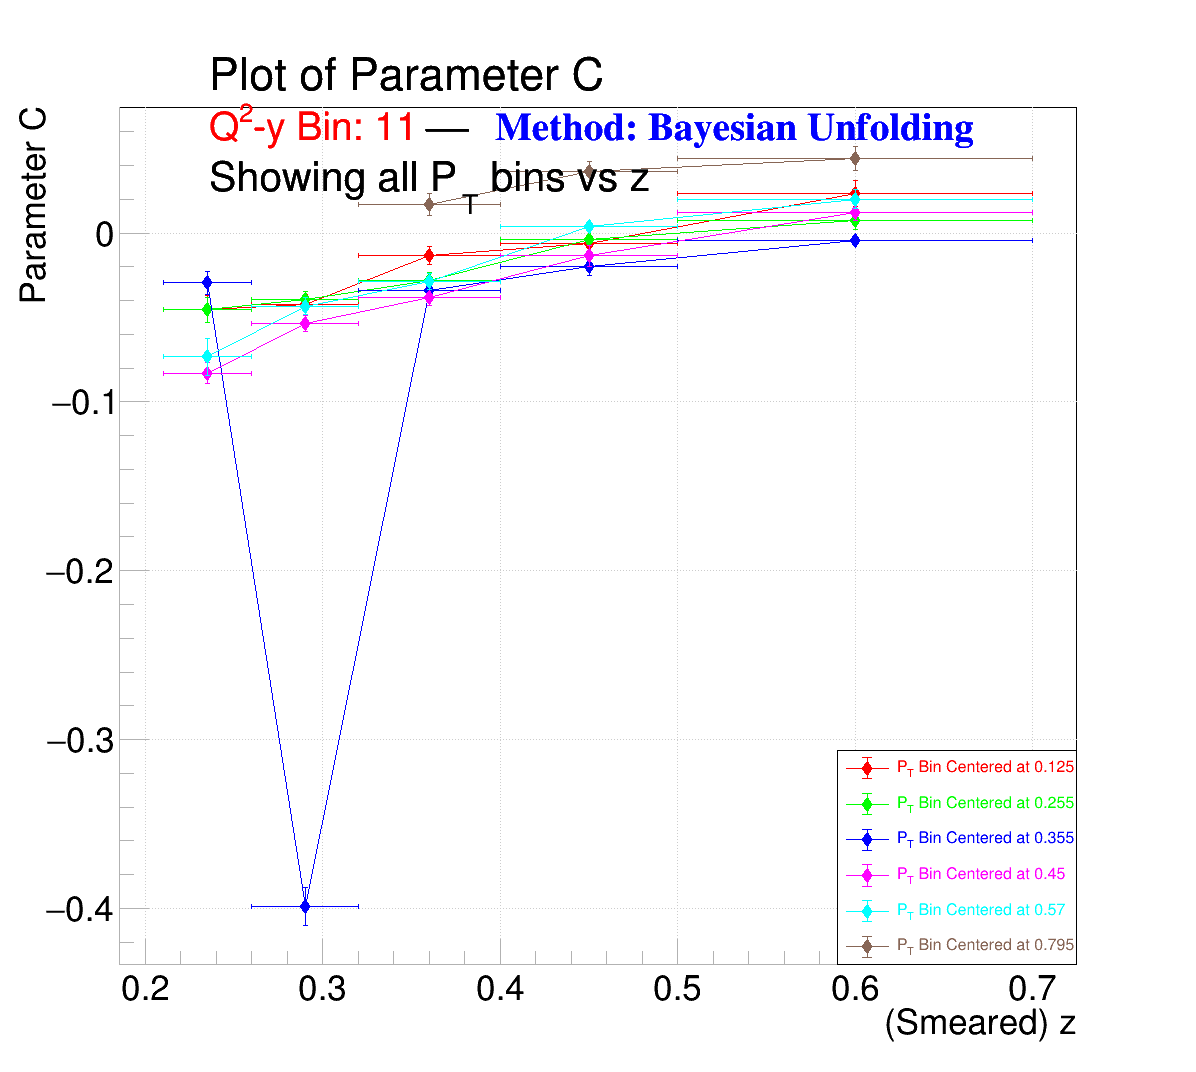 Plot of Parameter C
Q2-y Bin: 11 — Method: Bayesian Unfolding
Showing all PT bins vs z
Parameter C
0
−0.1
−0.2
−0.3
−0.4
PT Bin Centered at 0.125
PT Bin Centered at 0.255
PT Bin Centered at 0.355
PT Bin Centered at 0.45
PT Bin Centered at 0.57
PT Bin Centered at 0.795
0.2 0.3 0.4 0.5 0.6 0.7
(Smeared) z